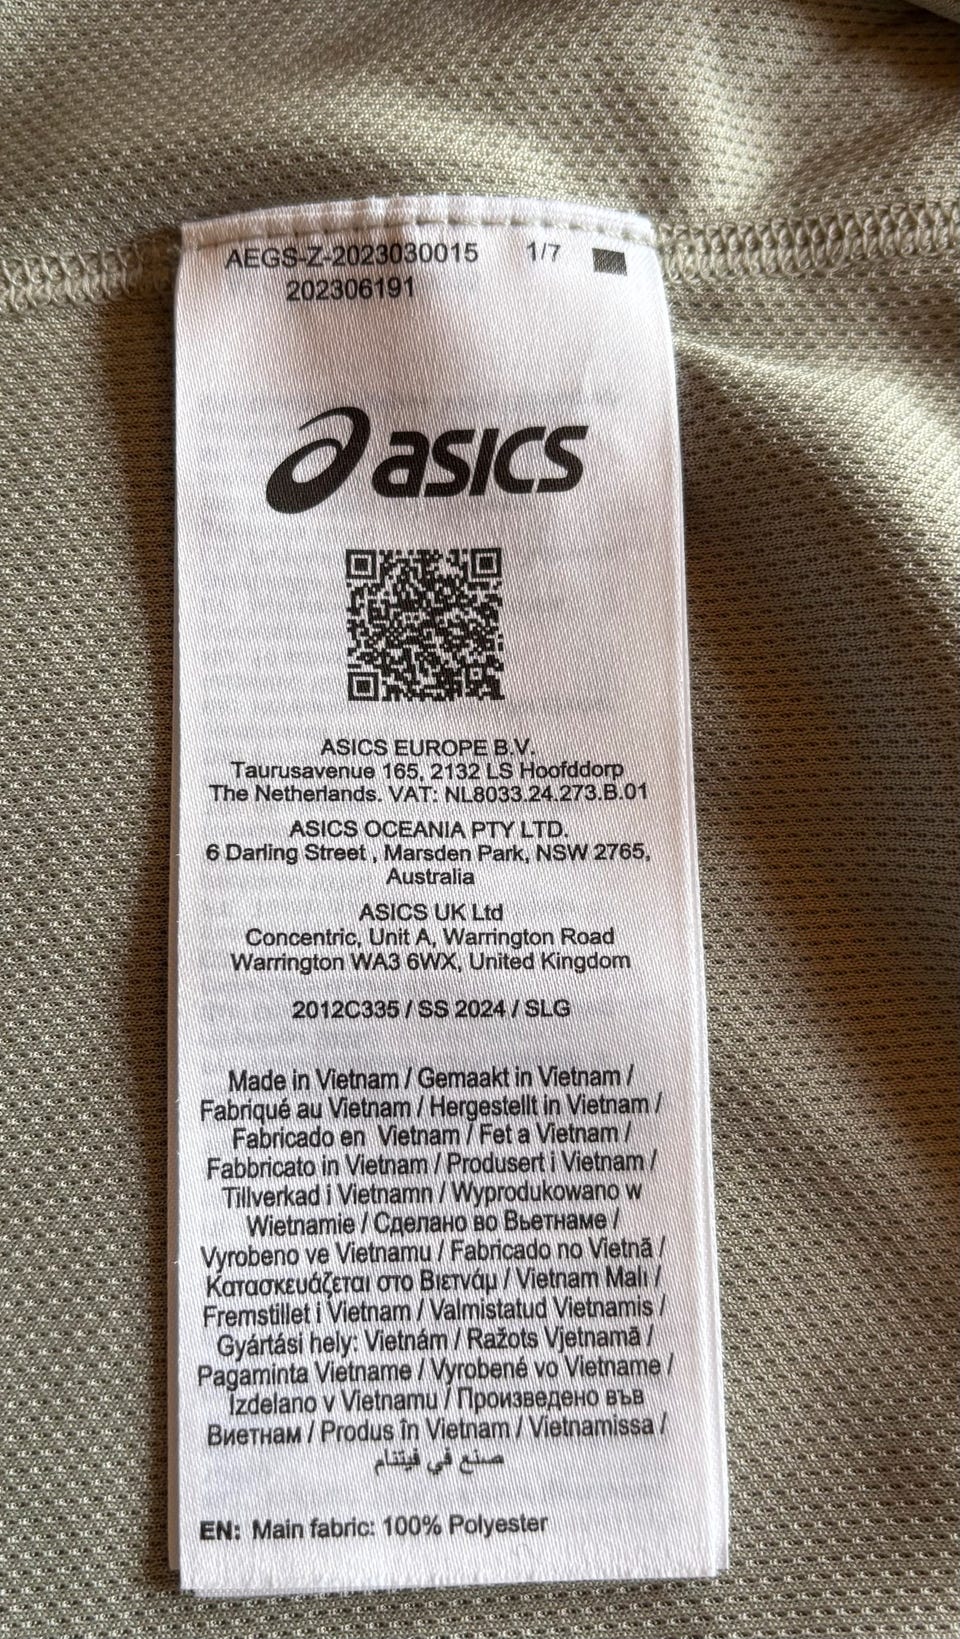 AEGS-Z-2023030015 1/7
202306191
asics
ASICS EUROPE B.V.
Taurusavenue 165, 2132 LS Hoofddorp
The Netherlands. VAT: NL8033.24.273.B.01
ASICS OCEANIA PTY LTD.
6 Darling Street , Marsden Park, NSW 2765,
Australia
ASICS UK Ltd
Concentric, Unit A, Warrington Road
Warrington WA3 6WX, United Kingdom
2012C335 / SS 2024 / SLG
Made in Vietnam / Gemaakt in Vietnam /
Fabriqué au Vietnam / Hergestellt in Vietnam /
Fabricado en Vietnam / Fet a Vietnam /
Fabbricato in Vietnam / Produsert i Vietnam /
Tillverkad i Vietnamn / Wyprodukowano w
Wietnamie / Сделано во Вьетнаме /
Vyrobeno ve Vietnamu / Fabricado no Vietnã /
Κατασκευάζεται στο Βιετνάμ / Vietnam Malı /
Fremstillet i Vietnam / Valmistatud Vietnamis /
Gyártási hely: Vietnám / Ražots Vjetnamā /
Pagaminta Vietname / Vyrobené vo Vietname /
Izdelano v Vietnamu / Произведено във
Виетнам / Produs în Vietnam / Vietnamissa /
صنع في فيتنام
EN: Main fabric: 100% Polyester